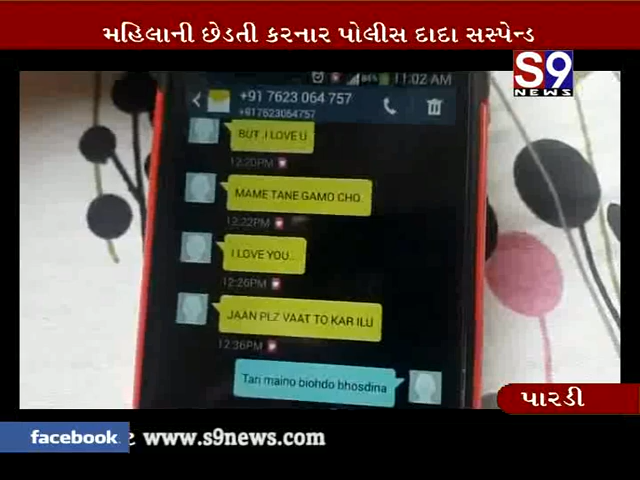 મહિલાની છેડતી કરનાર પોલીસ દાદા સસ્પેન્ડ
S9
NEWS
11:02 AM
+91 7623 064 757
+917623064757
BUT..I LOVE U
12:20PM
MAME TANE GAMO CHO.
12:22PM
I LOVE YOU...
12:26PM
JAAN PLZ VAAT TO KAR ILU
12:36PM
Tari maino biohdo bhosdina
પારડી
facebook
www.s9news.com